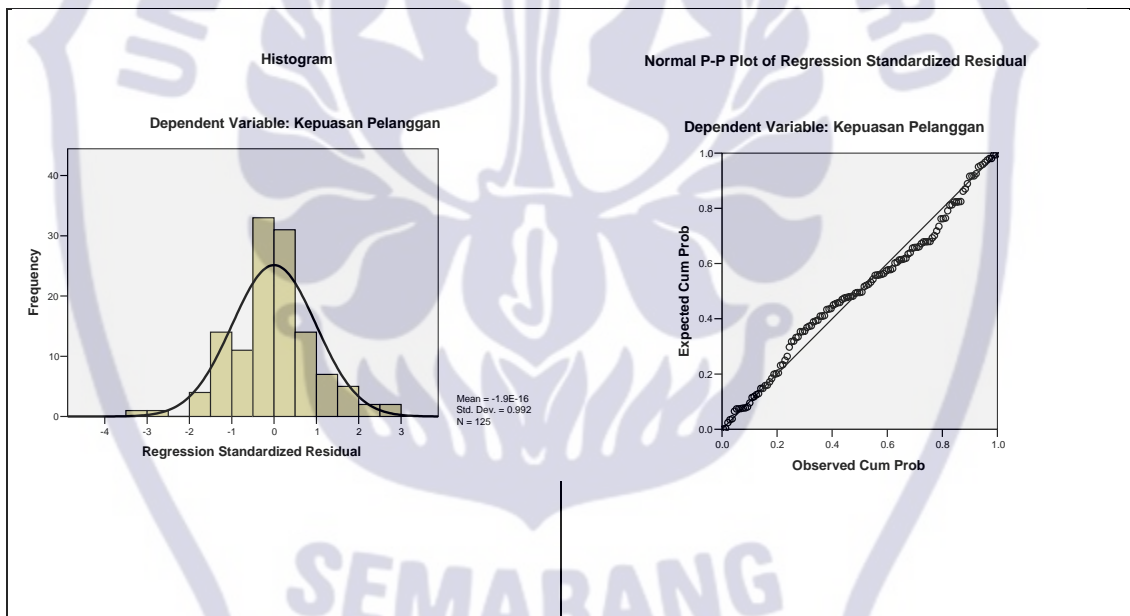 Histogram
Dependent Variable: Kepuasan Pelanggan
Frequency
40
30
20
10
0
-4 -3 -2 -1 0 1 2 3
Regression Standardized Residual
Mean = -1.9E-16
Std. Dev. = 0.992
N = 125
Normal P-P Plot of Regression Standardized Residual
Dependent Variable: Kepuasan Pelanggan
Expected Cum Prob
1.0
0.8
0.6
0.4
0.2
0.0
0.0 0.2 0.4 0.6 0.8 1.0
Observed Cum Prob
SEMARANG